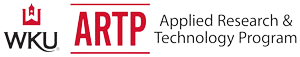 WKU
ARTP
Applied Research &
Technology Program